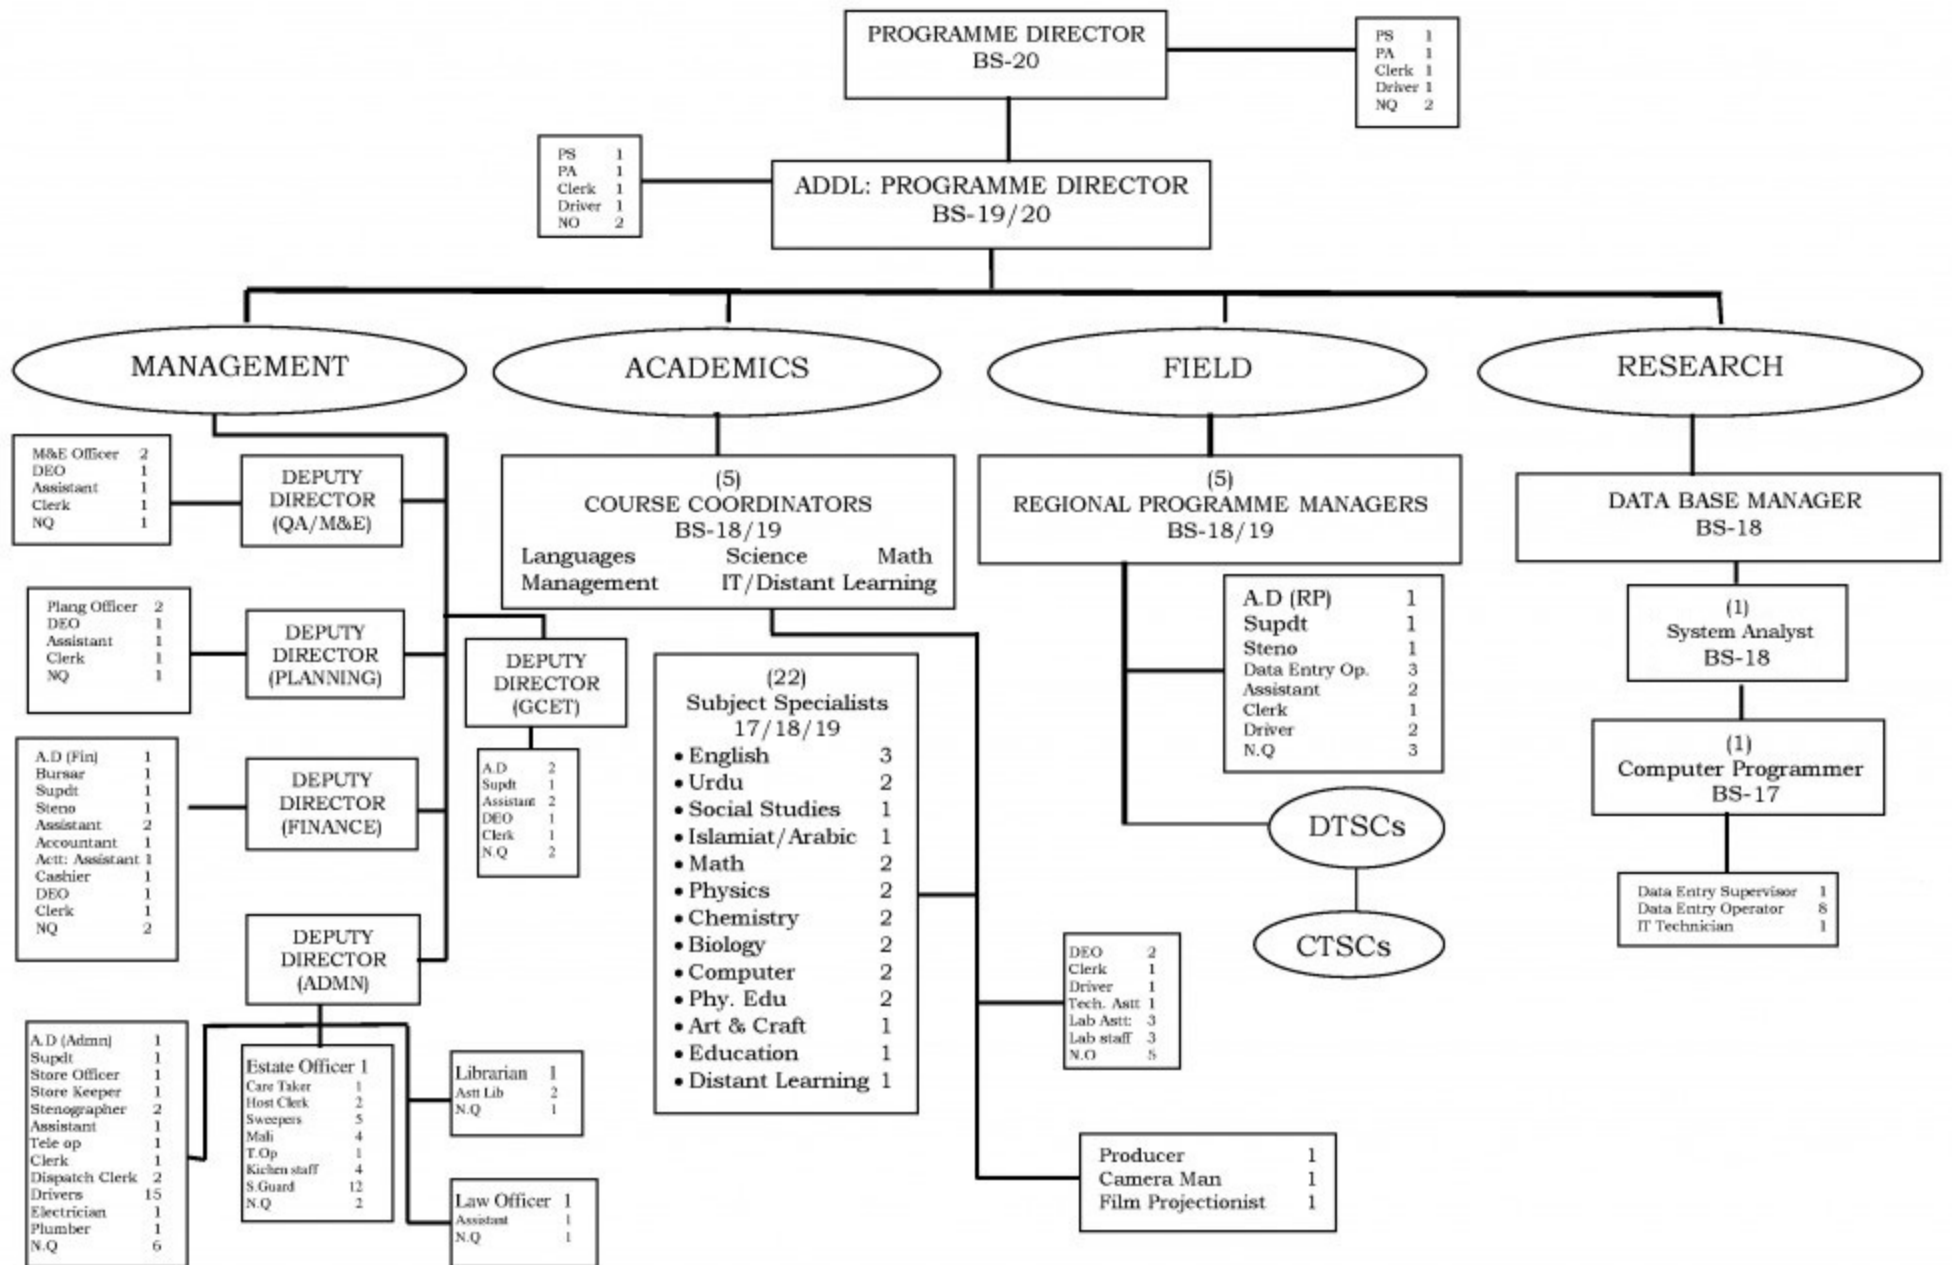 PROGRAMME DIRECTOR
BS-20
PS 1
PA 1
Clerk 1
Driver 1
NQ 2
PS 1
PA 1
Clerk 1
Driver 1
NO 2
ADDL: PROGRAMME DIRECTOR
BS-19/20
MANAGEMENT
ACADEMICS
FIELD
RESEARCH
M&E Officer 2
DEO 1
Assistant 1
Clerk 1
NQ 1
DEPUTY
DIRECTOR
(QA/M&E)
Plang Officer 2
DEO 1
Assistant 1
Clerk 1
NQ 1
DEPUTY
DIRECTOR
(PLANNING)
DEPUTY
DIRECTOR
(GCET)
A.D 2
Supdt 1
Assistant 2
DEO 1
Clerk 1
N.Q 2
A.D (Fin) 1
Bursar 1
Supdt 1
Steno 1
Assistant 2
Accountant 1
Actt: Assistant 1
Cashier 1
DEO 1
Clerk 1
NQ 2
DEPUTY
DIRECTOR
(FINANCE)
DEPUTY
DIRECTOR
(ADMN)
A.D (Admn) 1
Supdt 1
Store Officer 1
Store Keeper 1
Stenographer 2
Assistant 1
Tele op 1
Clerk 1
Dispatch Clerk 2
Drivers 15
Electrician 1
Plumber 1
N.Q 6
Estate Officer 1
Care Taker 1
Host Clerk 2
Sweepers 5
Mali 4
T.Op 1
Kichen staff 4
S.Guard 12
N.Q 2
Librarian 1
Astt Lib 2
N.Q 1
Law Officer 1
Assistant 1
N.Q 1
(5)
COURSE COORDINATORS
BS-18/19
Languages Science Math
Management IT/Distant Learning
(22)
Subject Specialists
17/18/19
• English 3
• Urdu 2
• Social Studies 1
• Islamiat/Arabic 1
• Math 2
• Physics 2
• Chemistry 2
• Biology 2
• Computer 2
• Phy. Edu 2
• Art & Craft 1
• Education 1
• Distant Learning 1
DEO 2
Clerk 1
Driver 1
Tech. Astt 1
Lab Astt: 3
Lab staff 3
N.O 5
Producer 1
Camera Man 1
Film Projectionist 1
(5)
REGIONAL PROGRAMME MANAGERS
BS-18/19
A.D (RP) 1
Supdt 1
Steno 1
Data Entry Op. 3
Assistant 2
Clerk 1
Driver 2
N.Q 3
DTSCs
CTSCs
DATA BASE MANAGER
BS-18
(1)
System Analyst
BS-18
(1)
Computer Programmer
BS-17
Data Entry Supervisor 1
Data Entry Operator 8
IT Technician 1